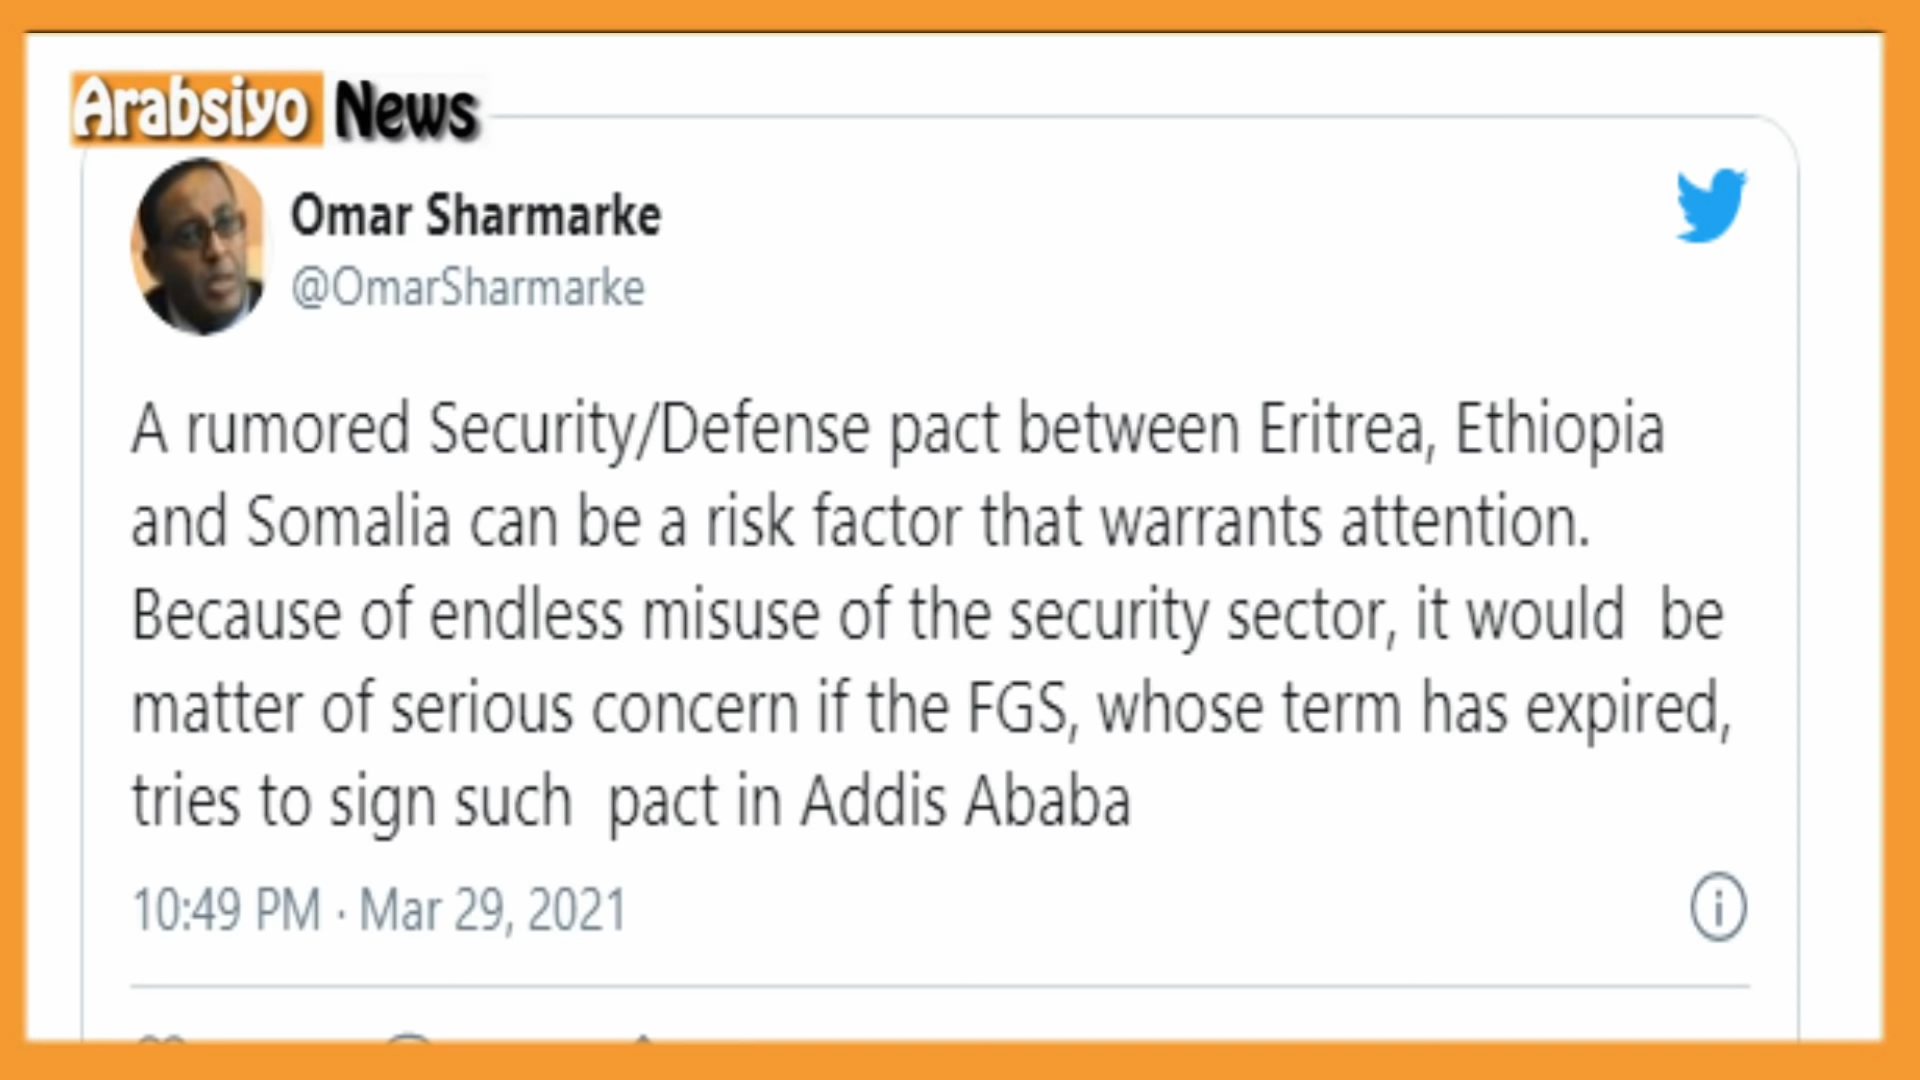 Arabsiyo News
Omar Sharmarke
@OmarSharmarke
A rumored Security/Defense pact between Eritrea, Ethiopia
and Somalia can be a risk factor that warrants attention.
Because of endless misuse of the security sector, it would  be
matter of serious concern if the FGS, whose term has expired,
tries to sign such  pact in Addis Ababa
10:49 PM · Mar 29, 2021